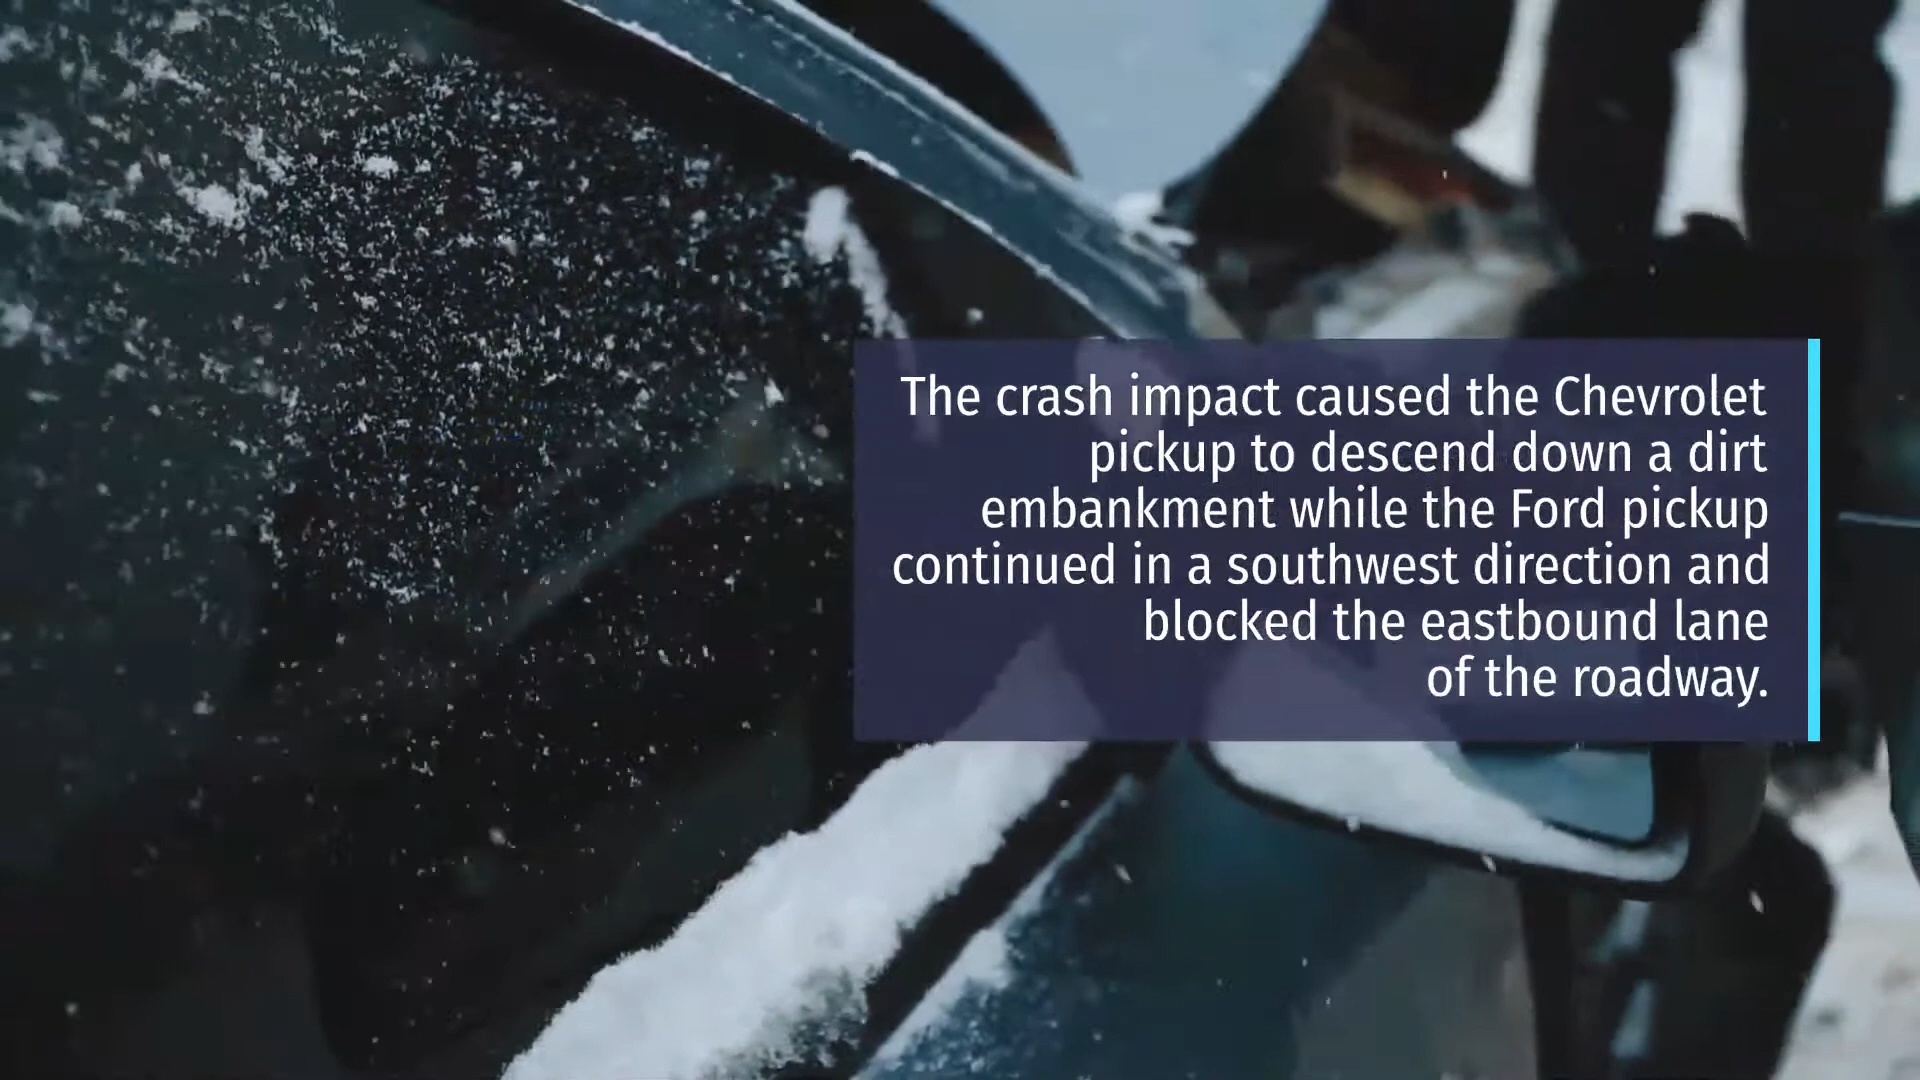 The crash impact caused the Chevrolet
pickup to descend down a dirt
embankment while the Ford pickup
continued in a southwest direction and
blocked the eastbound lane
of the roadway.